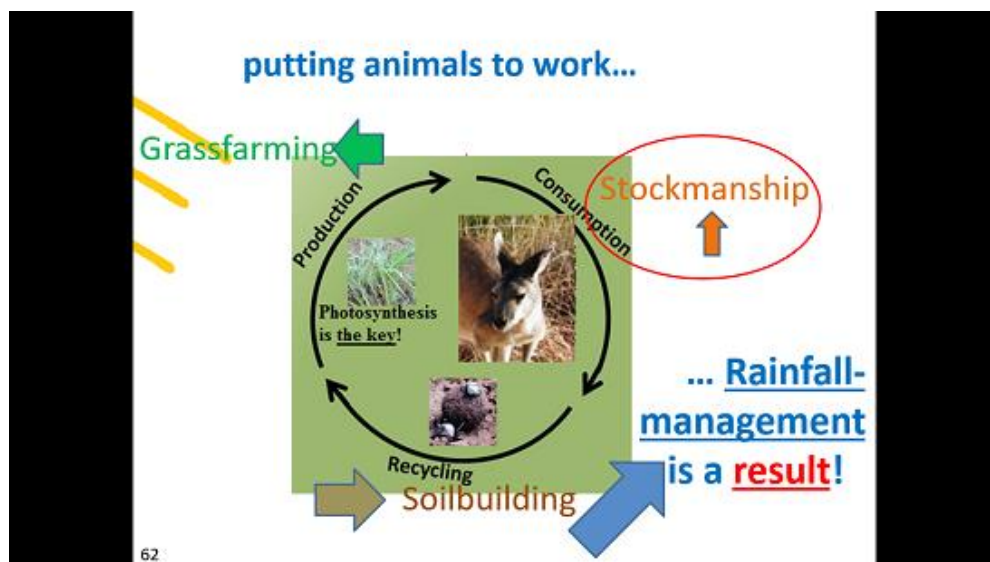 putting animals to work...
Grassfarming
Stockmanship
Production
Consumption
Photosynthesis
is the key!
... Rainfall-
management
is a result!
Recycling
Soilbuilding
62